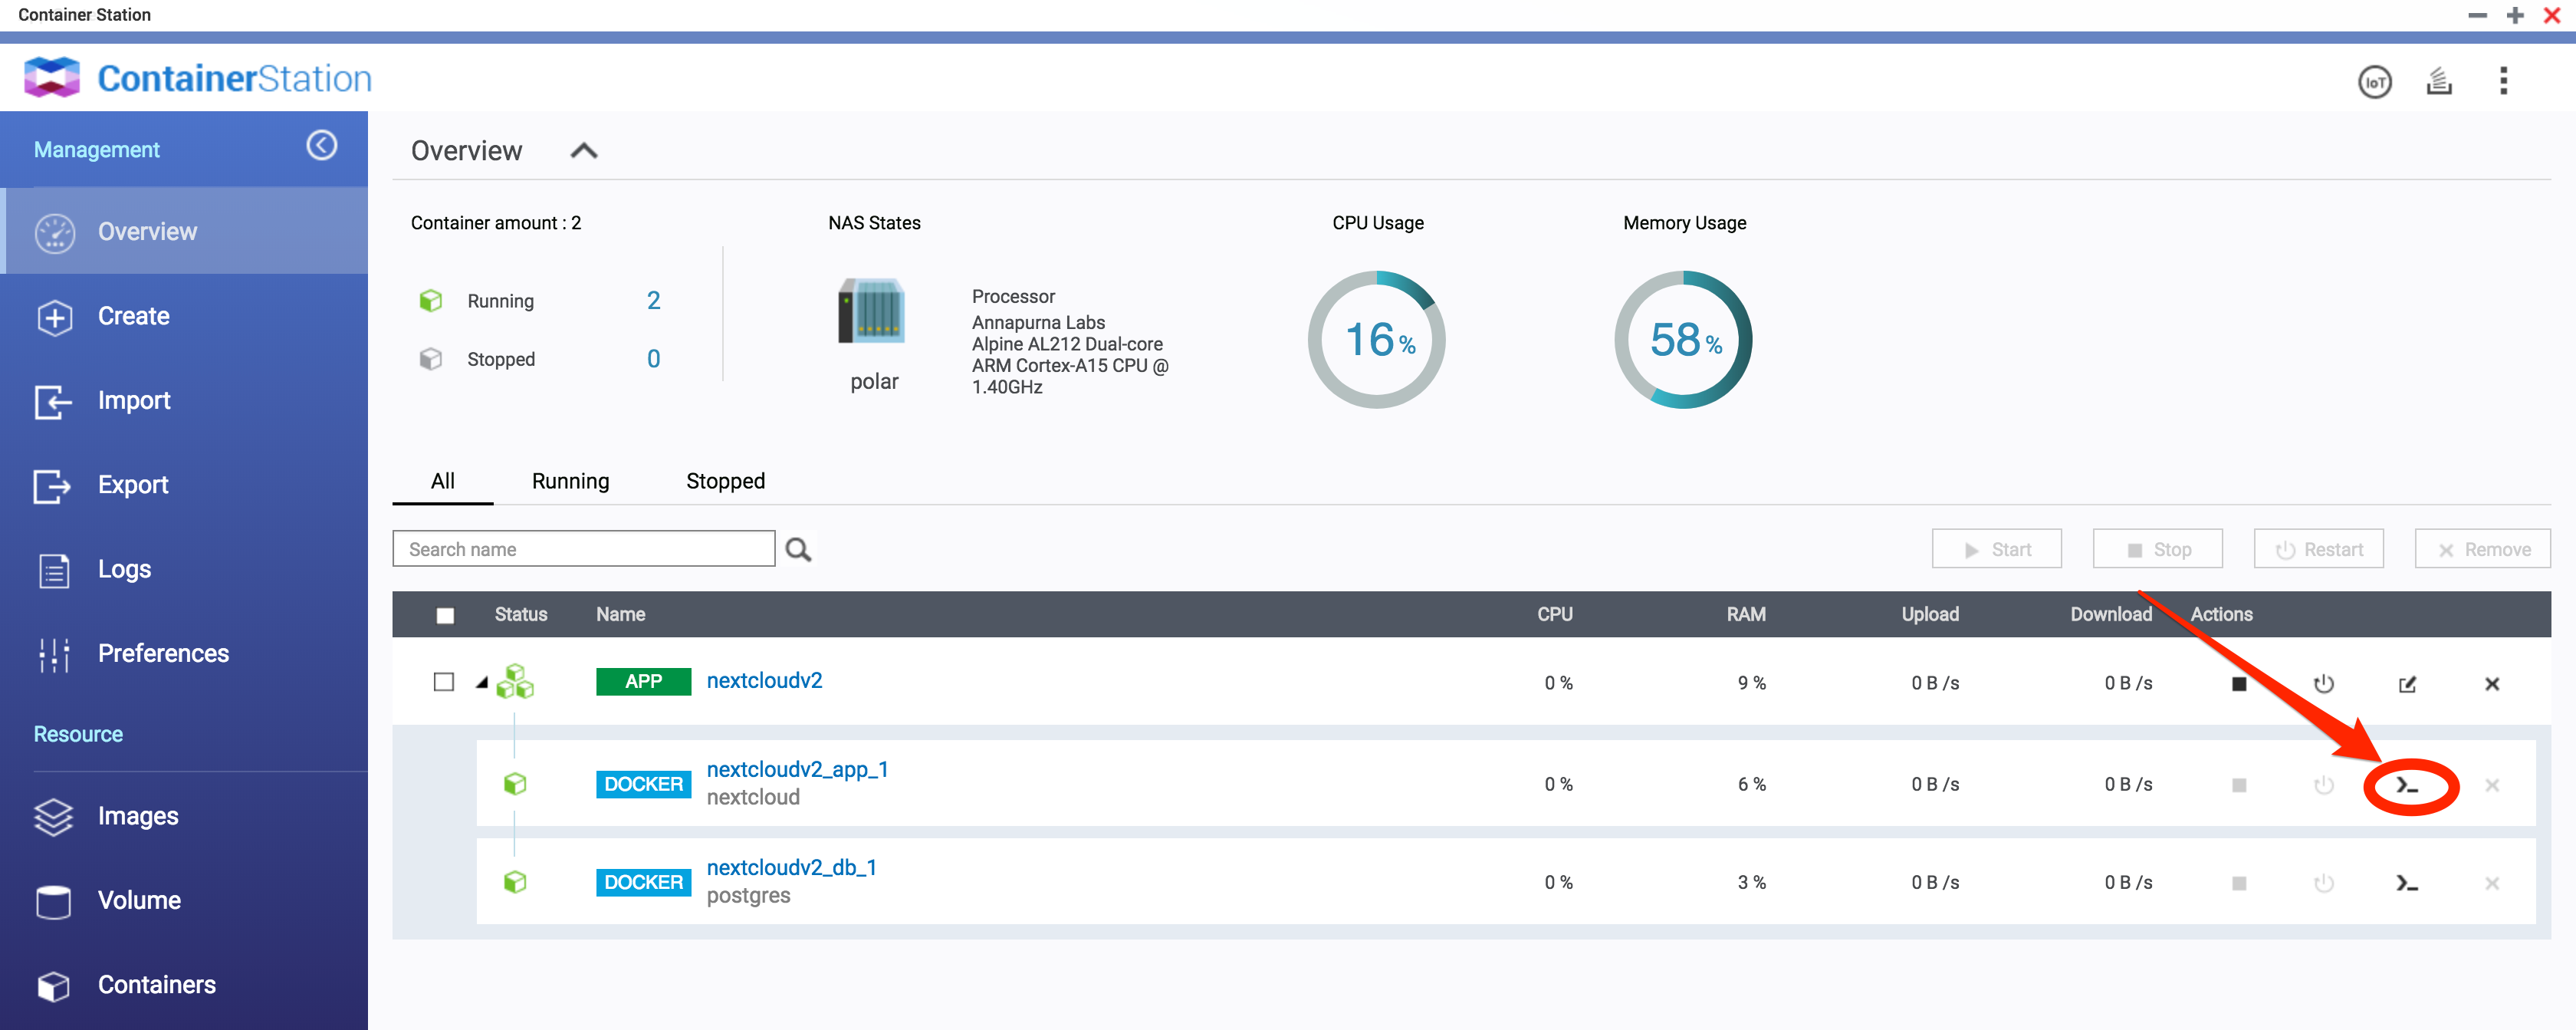 Container Station
ContainerStation
IoT
Management
Overview
Create
Import
Export
Logs
Preferences
Resource
Images
Volume
Containers
Overview
Container amount : 2
Running 2
Stopped 0
NAS States
polar
Processor
Annapurna Labs
Alpine AL212 Dual-core
ARM Cortex-A15 CPU @
1.40GHz
CPU Usage
16 %
Memory Usage
58 %
All Running Stopped
Search name
Start Stop Restart Remove
Status Name CPU RAM Upload Download Actions
APP nextcloudv2 0 % 9 % 0 B /s 0 B /s
DOCKER nextcloudv2_app_1 0 % 6 % 0 B /s 0 B /s
nextcloud
DOCKER nextcloudv2_db_1 0 % 3 % 0 B /s 0 B /s
postgres